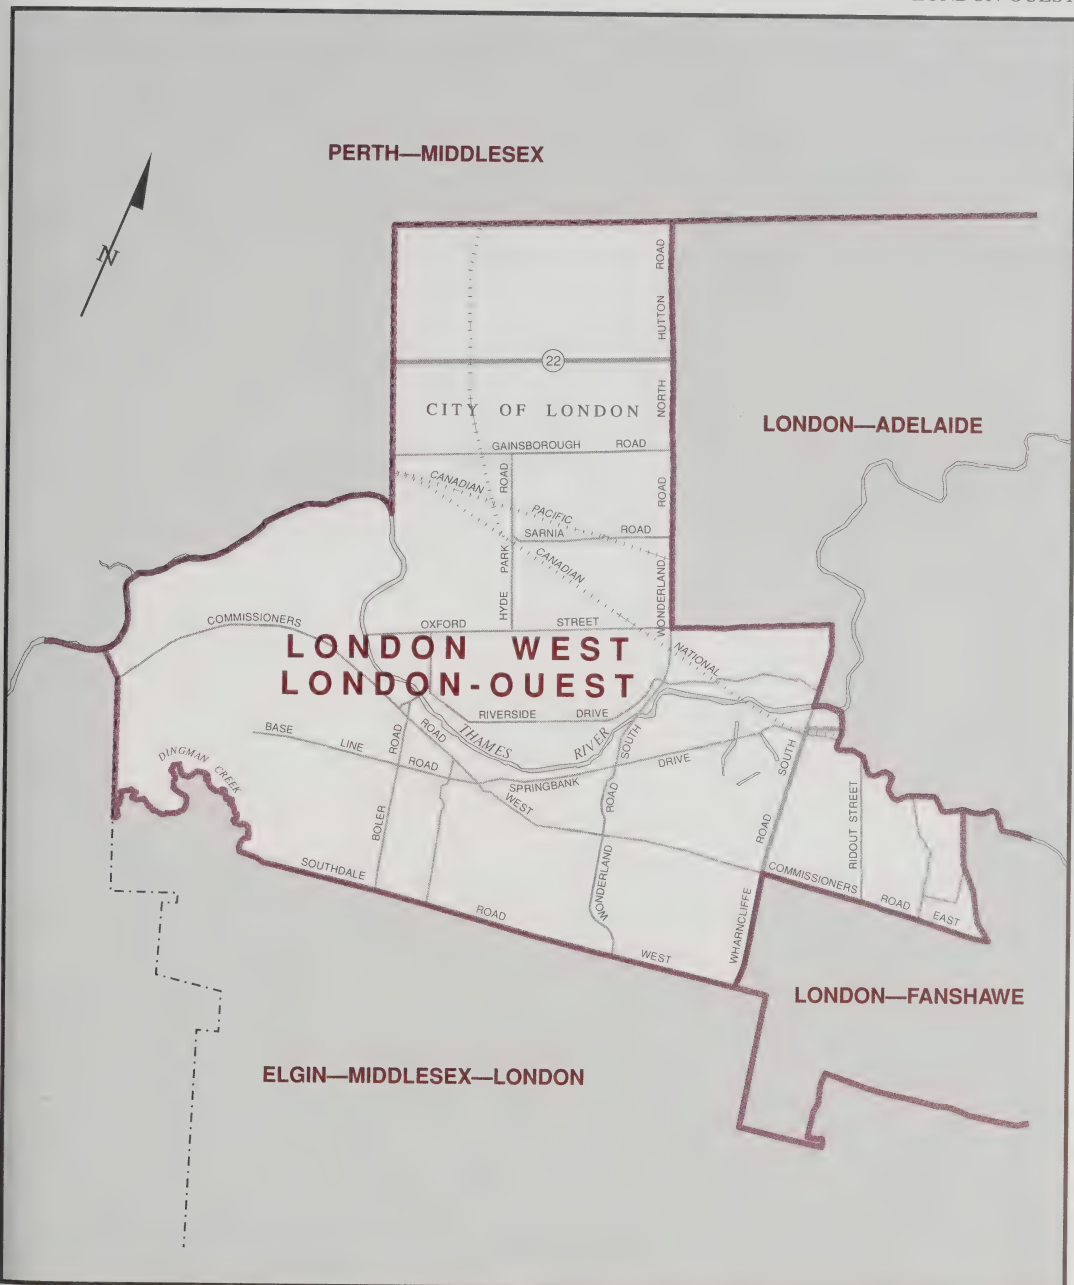 PERTH—MIDDLESEX
N
ROAD
HUTTON
22
NORTH
CITY OF LONDON
LONDON—ADELAIDE
GAINSBOROUGH ROAD
CANADIAN
ROAD
ROAD
PACIFIC
SARNIA ROAD
CANADIAN
PARK
HYDE
WONDERLAND
COMMISSIONERS
OXFORD STREET
LONDON WEST
NATIONAL
LONDON-OUEST
RIVERSIDE DRIVE
BASE
LINE
ROAD
ROAD
ROAD
THAMES
RIVER
SOUTH
DINGMAN
CREEK
SPRINGBANK
DRIVE
SOUTH
WEST
ROAD
BOLER
ROAD
RIDOUT STREET
SOUTHDALE
WONDERLAND
COMMISSIONERS
ROAD
EAST
ROAD
WHARNCLIFFE
WEST
LONDON—FANSHAWE
ELGIN—MIDDLESEX—LONDON